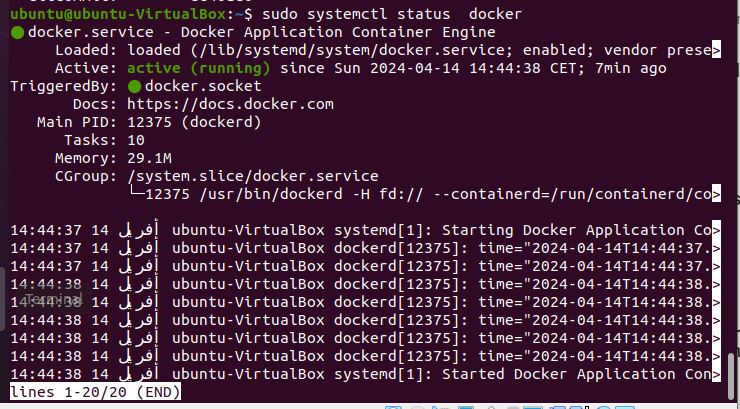 ubuntu@ubuntu-VirtualBox:~$ sudo systemctl status  docker
● docker.service - Docker Application Container Engine
     Loaded: loaded (/lib/systemd/system/docker.service; enabled; vendor prese>
     Active: active (running) since Sun 2024-04-14 14:44:38 CET; 7min ago
TriggeredBy: ● docker.socket
       Docs: https://docs.docker.com
   Main PID: 12375 (dockerd)
      Tasks: 10
     Memory: 29.1M
     CGroup: /system.slice/docker.service
             └─12375 /usr/bin/dockerd -H fd:// --containerd=/run/containerd/co>
14:44:37 14 أفريل ubuntu-VirtualBox systemd[1]: Starting Docker Application Co>
14:44:37 14 أفريل ubuntu-VirtualBox dockerd[12375]: time="2024-04-14T14:44:37.>
14:44:37 14 أفريل ubuntu-VirtualBox dockerd[12375]: time="2024-04-14T14:44:37.>
14:44:38 14 أفريل ubuntu-VirtualBox dockerd[12375]: time="2024-04-14T14:44:38.>
14:44:38 14 أفريل ubuntu-VirtualBox dockerd[12375]: time="2024-04-14T14:44:38.>
14:44:38 14 أفريل ubuntu-VirtualBox dockerd[12375]: time="2024-04-14T14:44:38.>
14:44:38 14 أفريل ubuntu-VirtualBox dockerd[12375]: time="2024-04-14T14:44:38.>
14:44:38 14 أفريل ubuntu-VirtualBox dockerd[12375]: time="2024-04-14T14:44:38.>
14:44:38 14 أفريل ubuntu-VirtualBox systemd[1]: Started Docker Application Con>
lines 1-20/20 (END)
Terminal